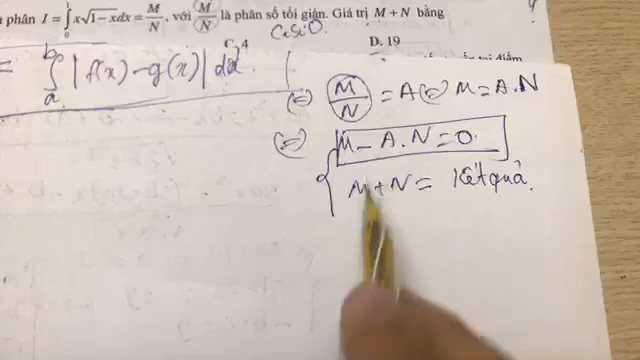 phân I = ∫₀¹ x√1−x dx = M/N, với M/N là phân số tối giản. Giá trị M + N bằng
CaSiO.
C. 4
D. 19
= ∫ₐᵇ |f(x) − g(x)| dx
(=) M/N = A (=) M = A.N
(=) M − A.N = 0.
M + N = Kết quả.